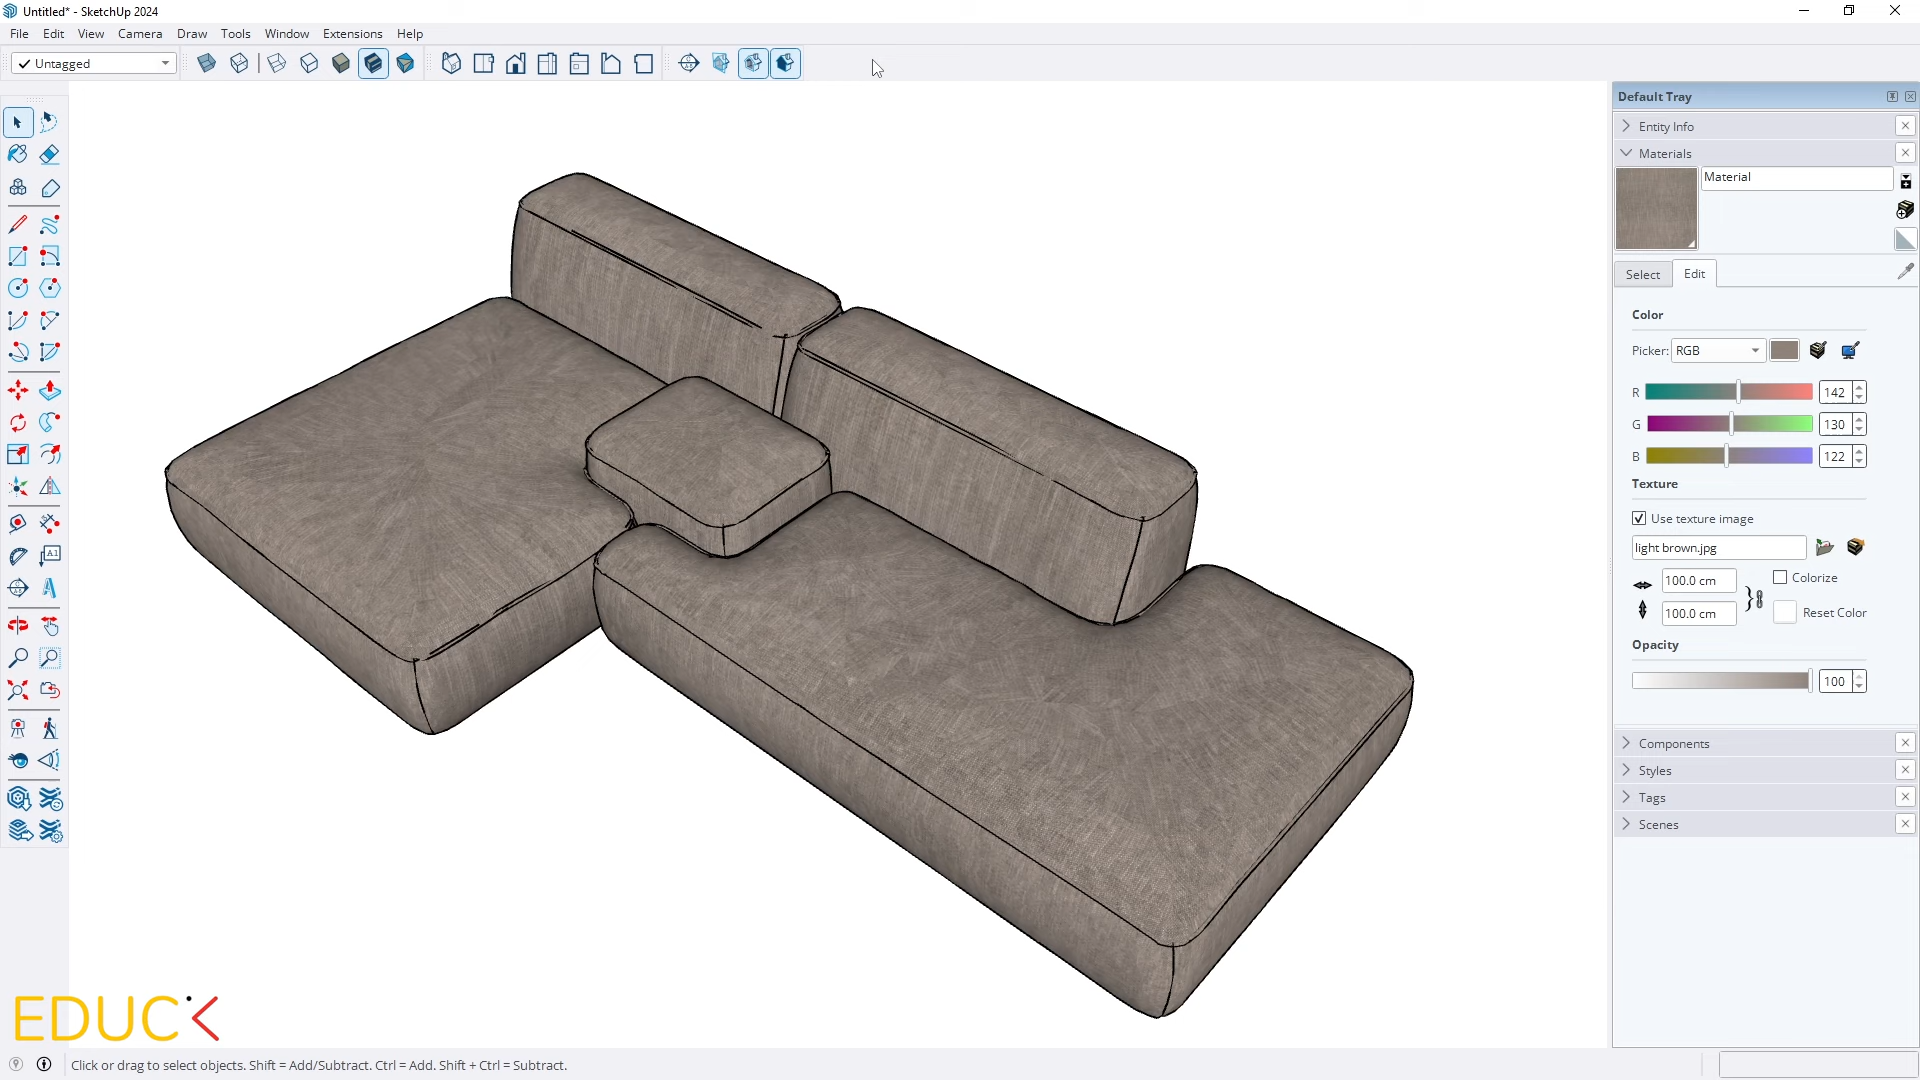 Untitled* - SketchUp 2024
File Edit View Camera Draw Tools Window Extensions Help
Untagged
Default Tray
Entity Info
Materials
Material
Select Edit
Color
Picker: RGB
R 142
G 130
B 122
Texture
Use texture image
light brown.jpg
100.0 cm Colorize
100.0 cm Reset Color
Opacity
100
Components
Styles
Tags
Scenes
EDUC
Click or drag to select objects. Shift = Add/Subtract. Ctrl = Add. Shift + Ctrl = Subtract.